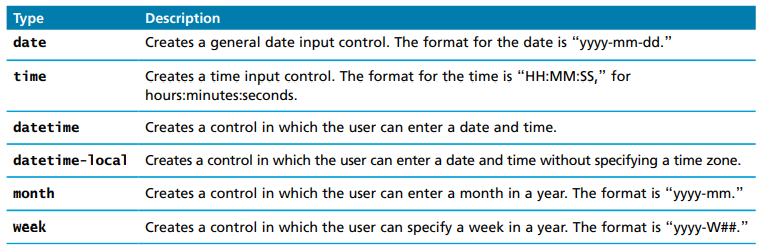 Type Description
date Creates a general date input control. The format for the date is “yyyy-mm-dd.”
time Creates a time input control. The format for the time is “HH:MM:SS,” for
hours:minutes:seconds.
datetime Creates a control in which the user can enter a date and time.
datetime-local Creates a control in which the user can enter a date and time without specifying a time zone.
month Creates a control in which the user can enter a month in a year. The format is “yyyy-mm.”
week Creates a control in which the user can specify a week in a year. The format is “yyyy-W##.”